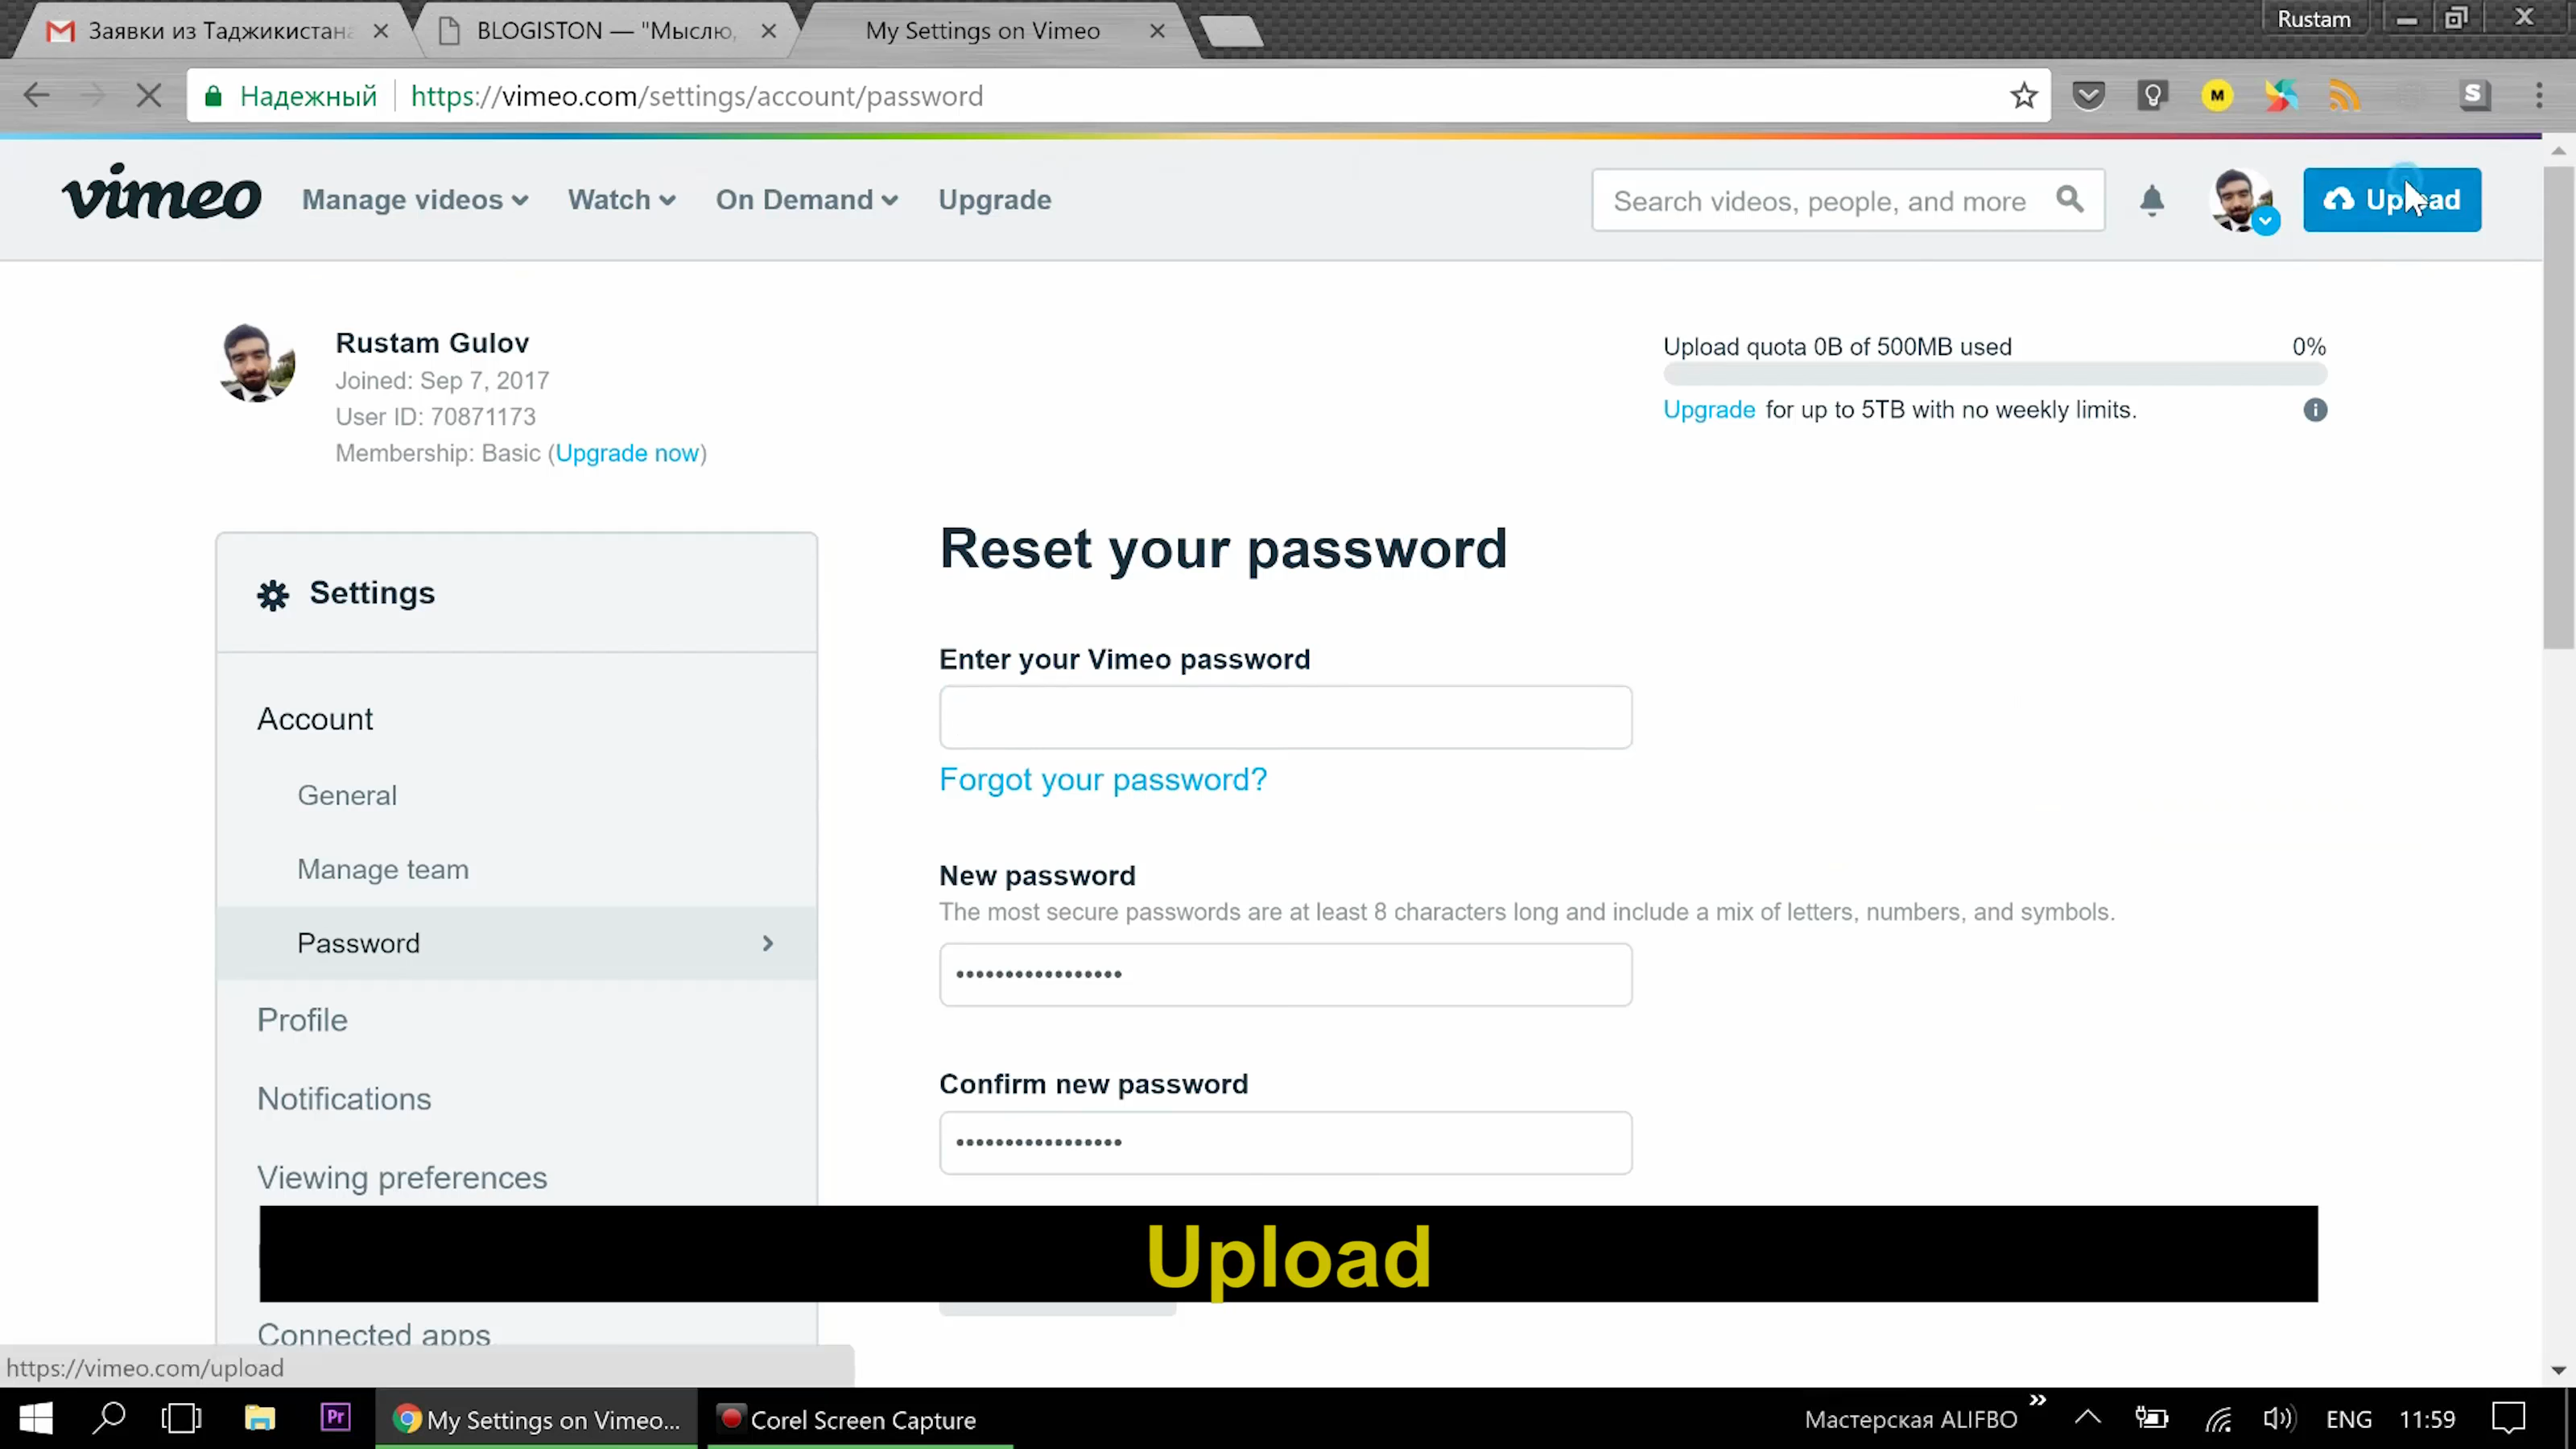 Заявки из Таджикистана
BLOGISTON — "Мыслю,
My Settings on Vimeo
Rustam
Надежный
https://vimeo.com/settings/account/password
M
S
vimeo
Manage videos
Watch
On Demand
Upgrade
Search videos, people, and more
Upload
Rustam Gulov
Joined: Sep 7, 2017
User ID: 70871173
Membership: Basic (Upgrade now)
Upload quota 0B of 500MB used
0%
Upgrade for up to 5TB with no weekly limits.
Settings
Account
General
Manage team
Password
Profile
Notifications
Viewing preferences
Connected apps
Reset your password
Enter your Vimeo password
Forgot your password?
New password
The most secure passwords are at least 8 characters long and include a mix of letters, numbers, and symbols.
Confirm new password
Upload
https://vimeo.com/upload
Pr
My Settings on Vimeo...
Corel Screen Capture
Мастерская ALIFBO
ENG
11:59